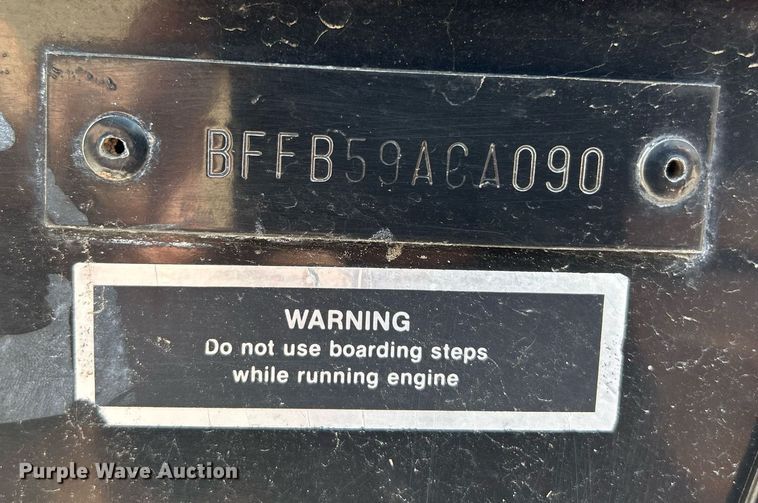 BFFB59ACA090
WARNING
Do not use boarding steps
while running engine
Purple Wave Auction